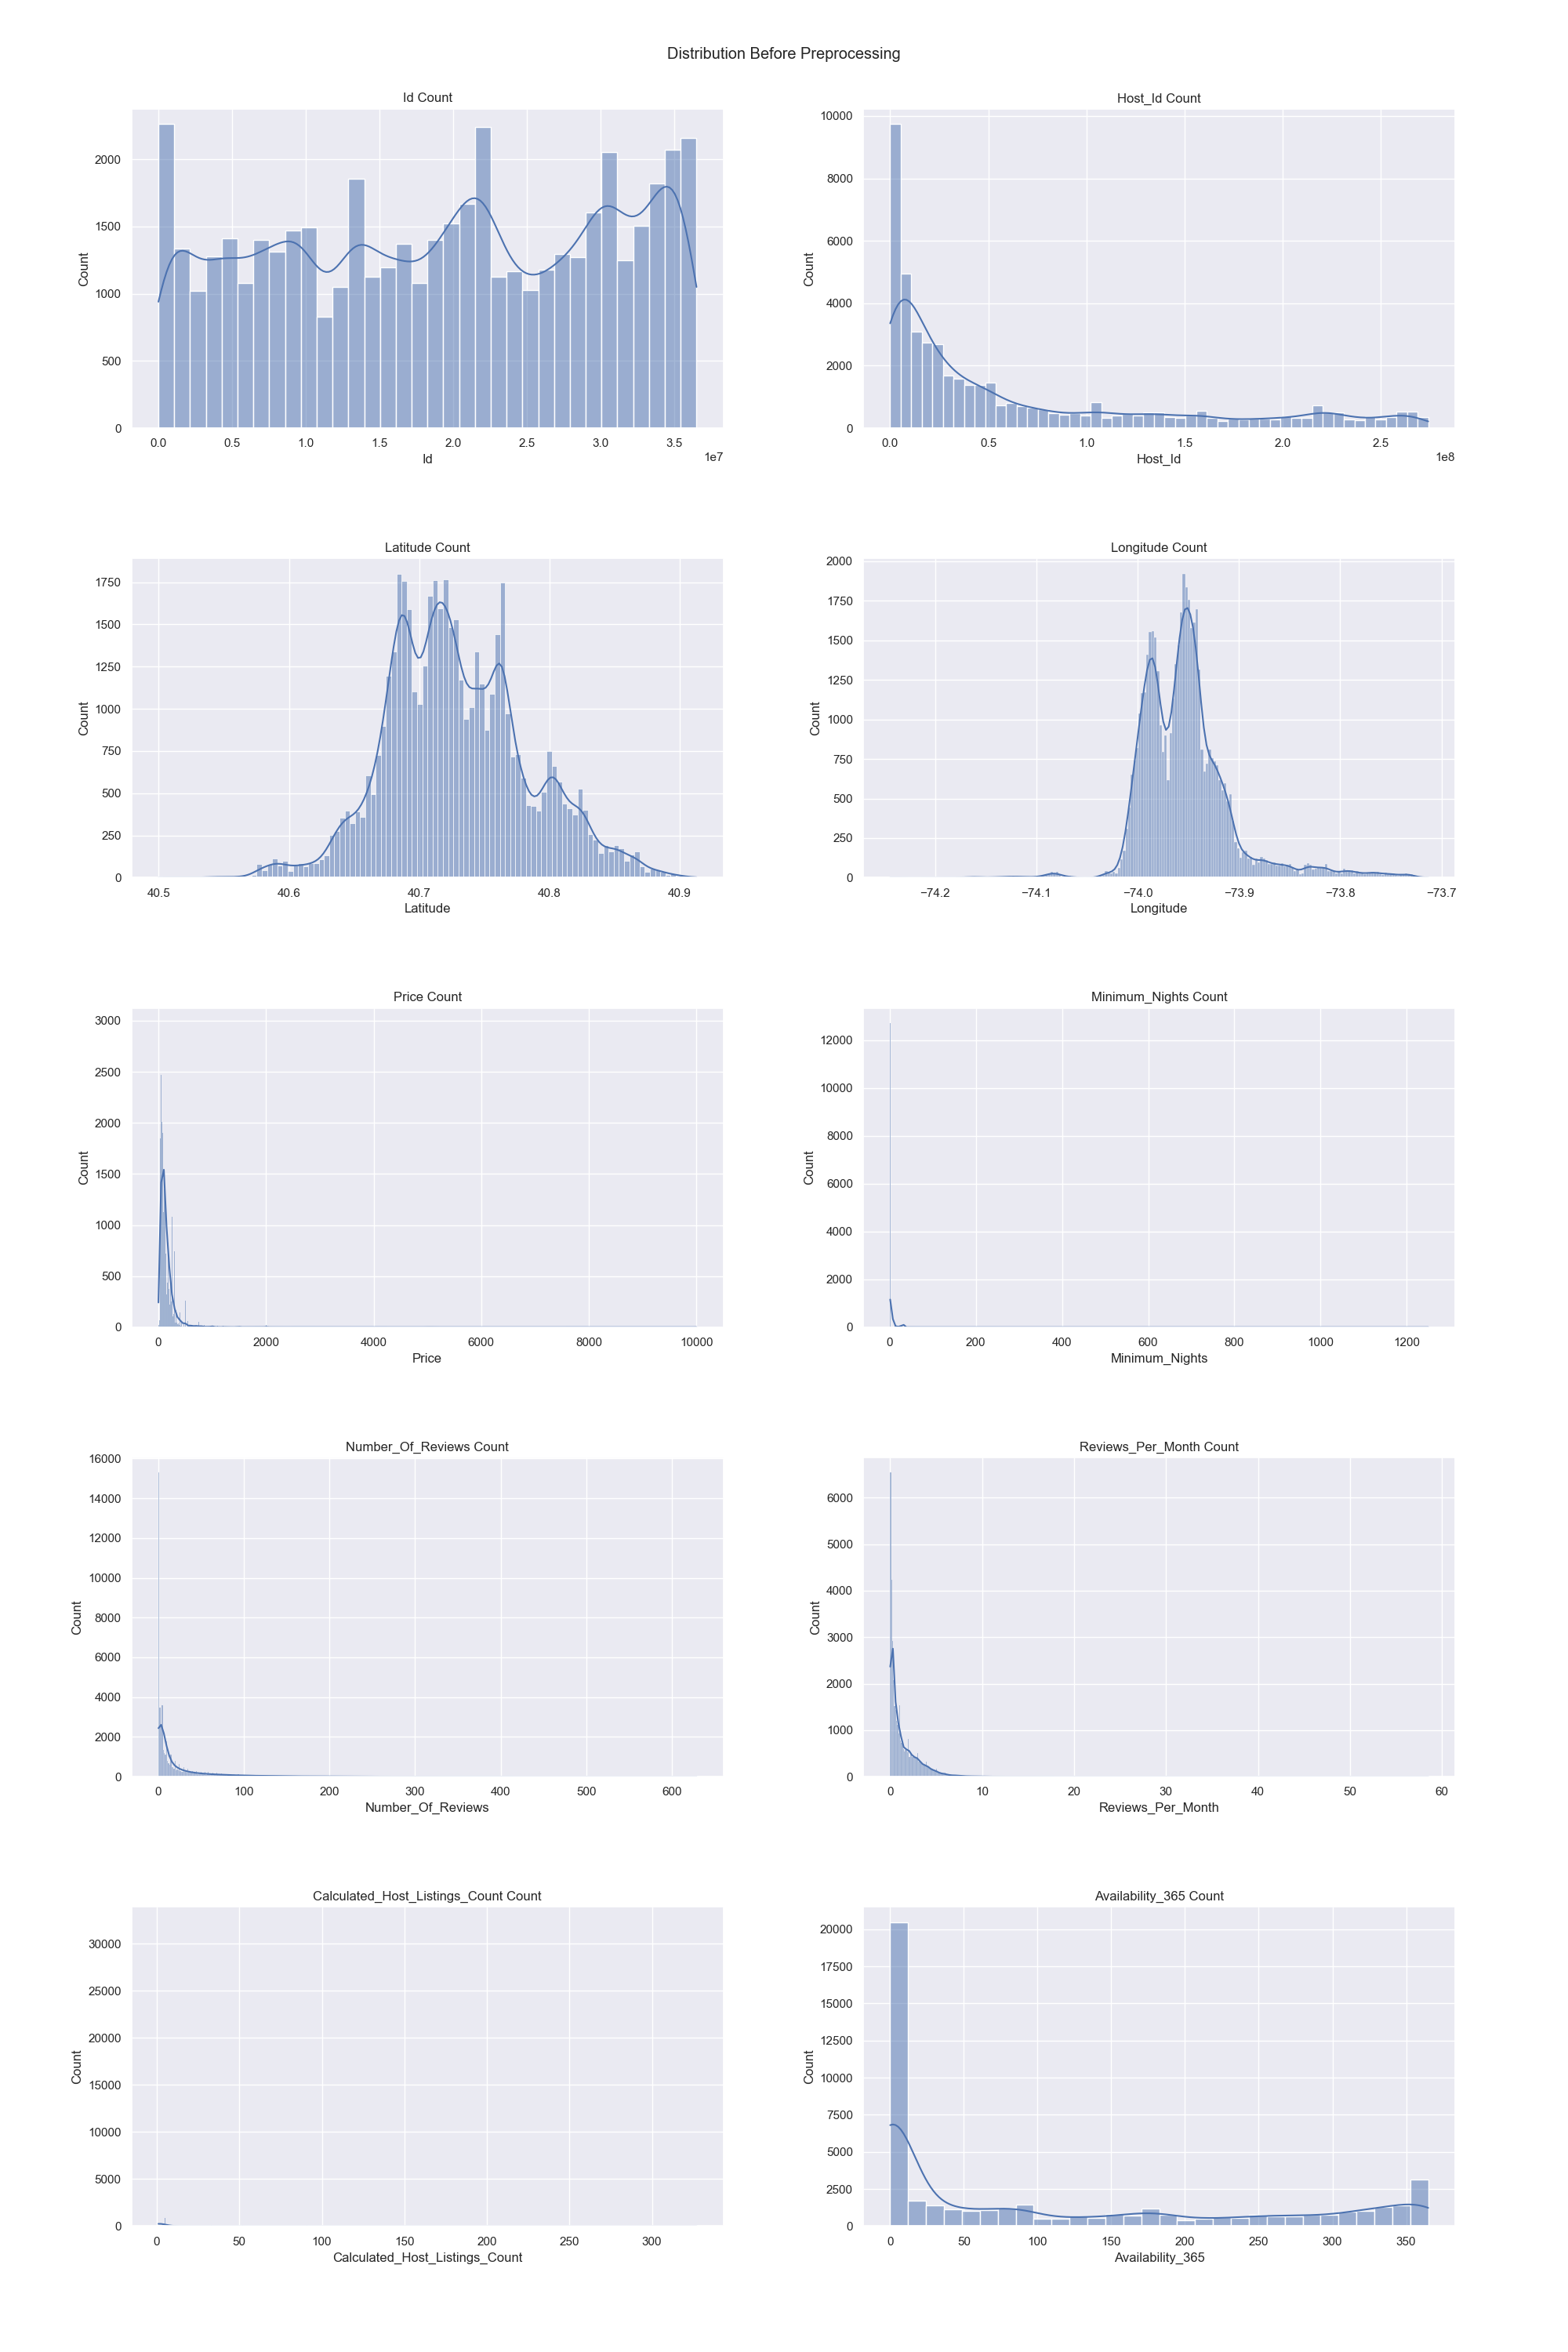 Distribution Before Preprocessing
Id Count
Count
2000
1500
1000
500
0
0.0 0.5 1.0 1.5 2.0 2.5 3.0 3.5
1e7
Id
Host_Id Count
Count
10000
8000
6000
4000
2000
0
0.0 0.5 1.0 1.5 2.0 2.5
1e8
Host_Id
Latitude Count
Count
1750
1500
1250
1000
750
500
250
0
40.5 40.6 40.7 40.8 40.9
Latitude
Longitude Count
Count
2000
1750
1500
1250
1000
750
500
250
0
−74.2 −74.1 −74.0 −73.9 −73.8 −73.7
Longitude
Price Count
Count
3000
2500
2000
1500
1000
500
0
0 2000 4000 6000 8000 10000
Price
Minimum_Nights Count
Count
12000
10000
8000
6000
4000
2000
0
0 200 400 600 800 1000 1200
Minimum_Nights
Number_Of_Reviews Count
Count
16000
14000
12000
10000
8000
6000
4000
2000
0
0 100 200 300 400 500 600
Number_Of_Reviews
Reviews_Per_Month Count
Count
6000
5000
4000
3000
2000
1000
0
0 10 20 30 40 50 60
Reviews_Per_Month
Calculated_Host_Listings_Count Count
Count
30000
25000
20000
15000
10000
5000
0
0 50 100 150 200 250 300
Calculated_Host_Listings_Count
Availability_365 Count
Count
20000
17500
15000
12500
10000
7500
5000
2500
0
0 50 100 150 200 250 300 350
Availability_365